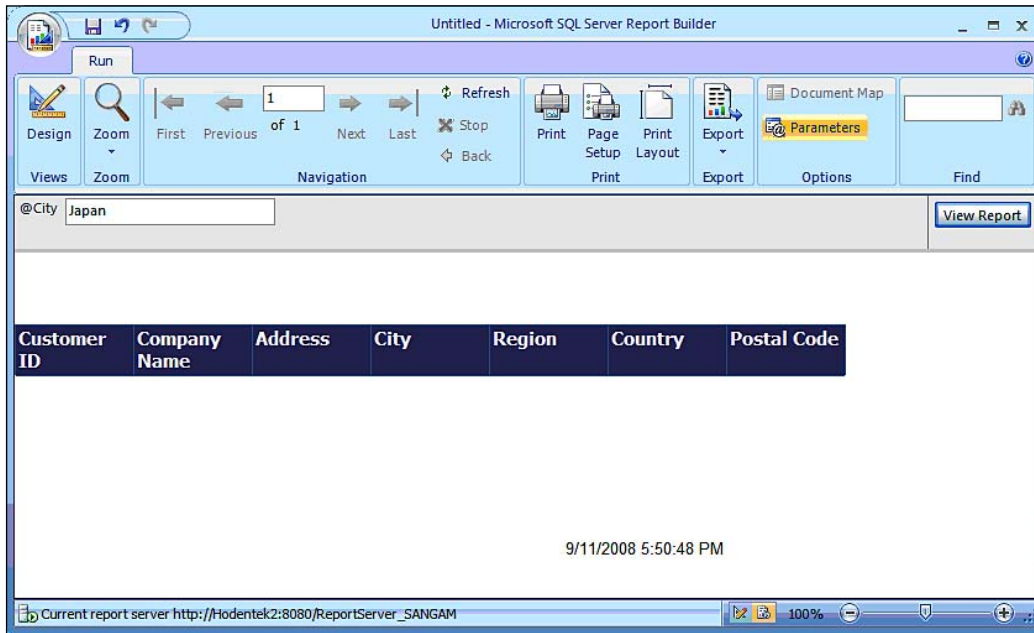 Untitled - Microsoft SQL Server Report Builder
Run
Design
Zoom
First
Previous
1
of 1
Next
Last
Refresh
Stop
Back
Print
Page Setup
Print Layout
Export
Document Map
Parameters
Views
Zoom
Navigation
Print
Export
Options
Find
@City Japan
View Report
Customer ID
Company Name
Address
City
Region
Country
Postal Code
9/11/2008 5:50:48 PM
Current report server http://Hodentek2:8080/ReportServer_SANGAM
100%